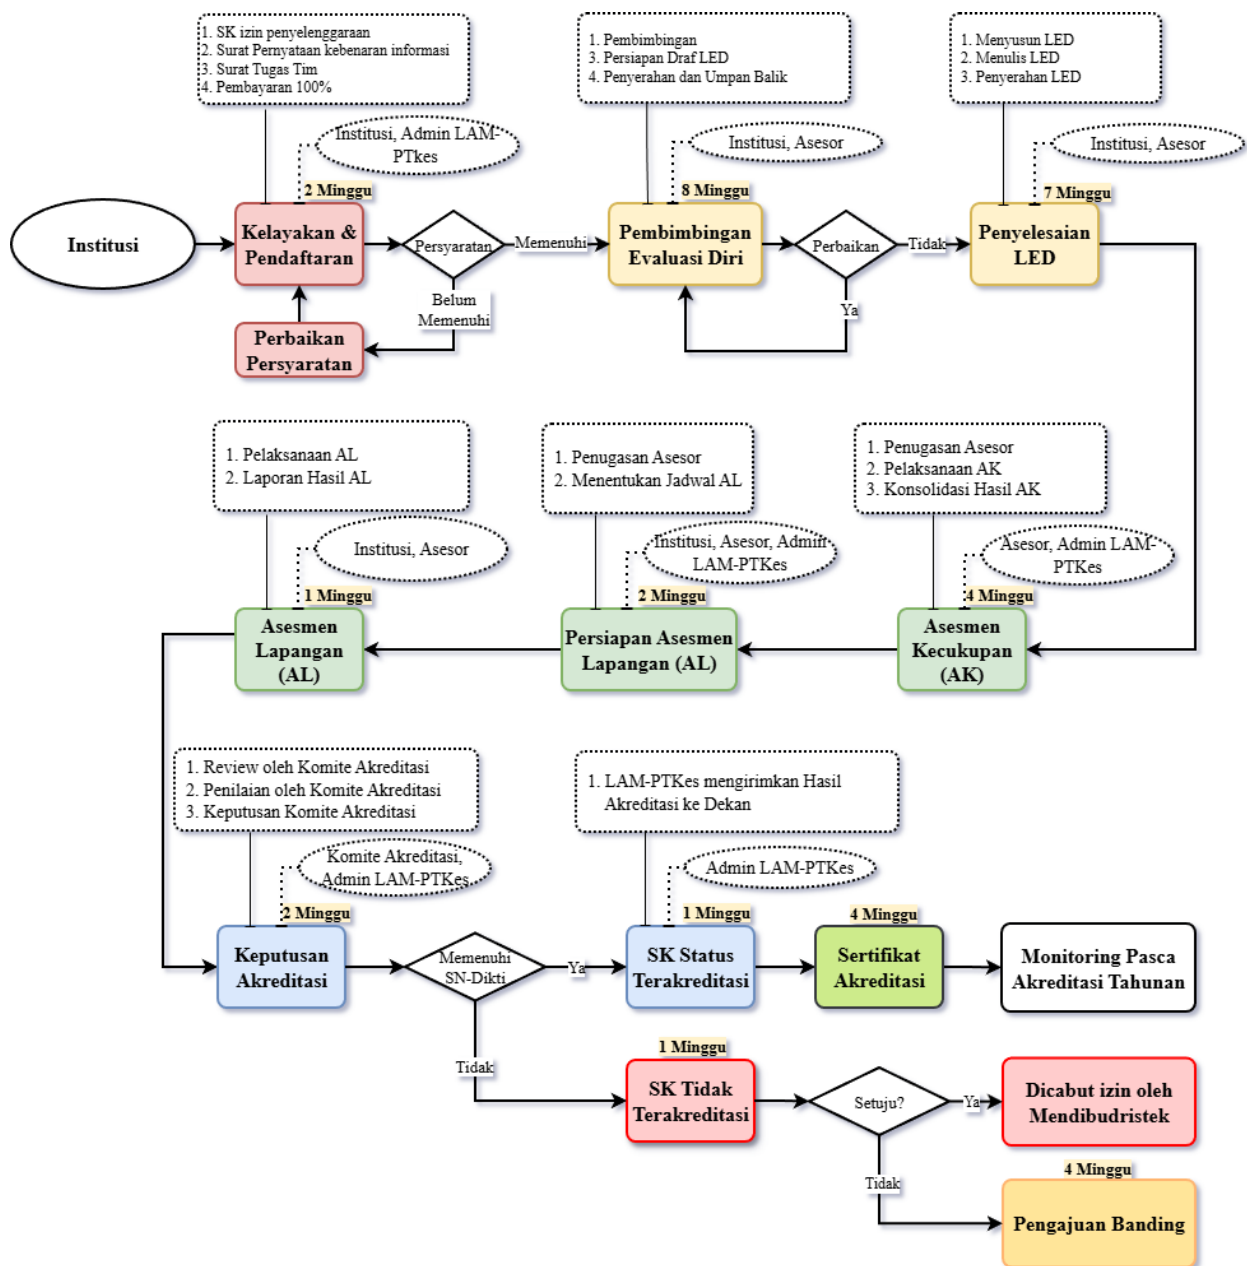 1. SK izin penyelenggaraan
2. Surat Pernyataan kebenaran informasi
3. Surat Tugas Tim
4. Pembayaran 100%
1. Pembimbingan
3. Persiapan Draf LED
4. Penyerahan dan Umpan Balik
1. Menyusun LED
2. Menulis LED
3. Penyerahan LED
Institusi, Admin LAM-
PTkes
Institusi, Asesor
Institusi, Asesor
2 Minggu
8 Minggu
7 Minggu
Institusi
Kelayakan &
Pendaftaran
Persyaratan
Memenuhi
Pembimbingan
Evaluasi Diri
Perbaikan
Tidak
Penyelesaian
LED
Belum
Memenuhi
Ya
Perbaikan
Persyaratan
1. Pelaksanaan AL
2. Laporan Hasil AL
1. Penugasan Asesor
2. Menentukan Jadwal AL
1. Penugasan Asesor
2. Pelaksanaan AK
3. Konsolidasi Hasil AK
Institusi, Asesor
Institusi, Asesor, Admin
LAM-PTKes
Asesor, Admin LAM-
PTKes
1 Minggu
2 Minggu
4 Minggu
Asesmen
Lapangan
(AL)
Persiapan Asesmen
Lapangan (AL)
Asesmen
Kecukupan
(AK)
1. Review oleh Komite Akreditasi
2. Penilaian oleh Komite Akreditasi
3. Keputusan Komite Akreditasi
1. LAM-PTKes mengirimkan Hasil
Akreditasi ke Dekan
Komite Akreditasi,
Admin LAM-PTKes
Admin LAM-PTKes
2 Minggu
1 Minggu
4 Minggu
Keputusan
Akreditasi
Memenuhi
SN-Dikti
Ya
SK Status
Terakreditasi
Sertifikat
Akreditasi
Monitoring Pasca
Akreditasi Tahunan
Tidak
1 Minggu
SK Tidak
Terakreditasi
Setuju?
Ya
Dicabut izin oleh
Mendibudristek
Tidak
4 Minggu
Pengajuan Banding